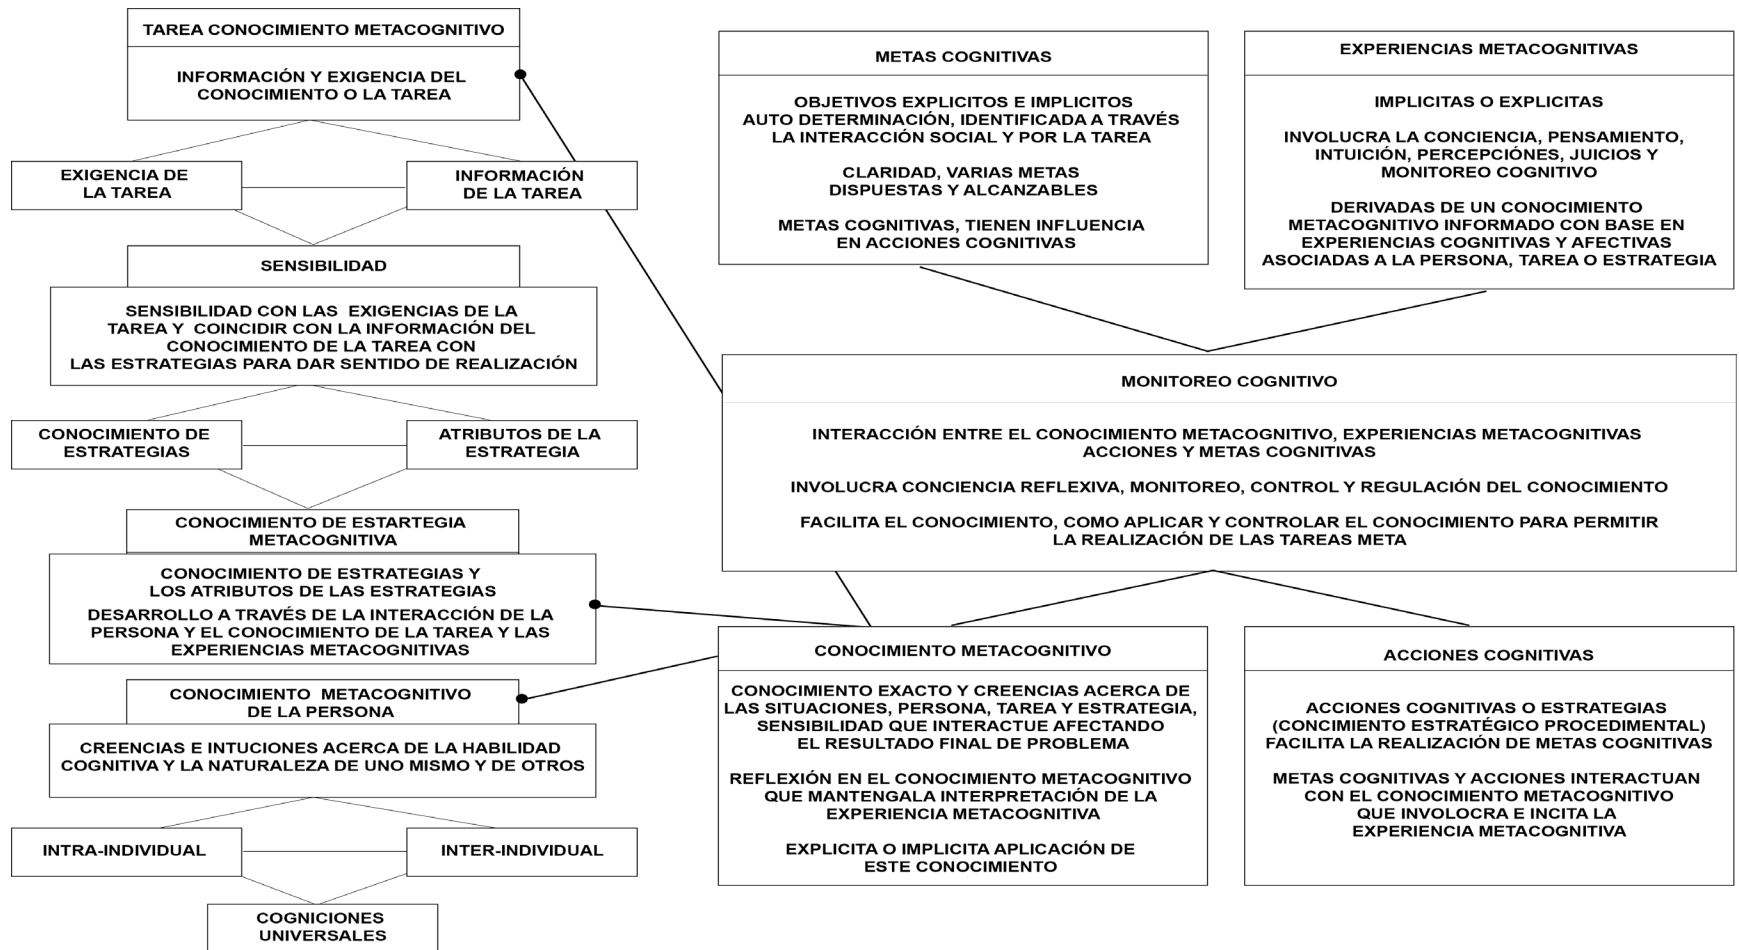 TAREA CONOCIMIENTO METACOGNITIVO
INFORMACIÓN Y EXIGENCIA DEL
CONOCIMIENTO O LA TAREA
EXIGENCIA DE
LA TAREA
INFORMACIÓN
DE LA TAREA
SENSIBILIDAD
SENSIBILIDAD CON LAS EXIGENCIAS DE LA
TAREA Y COINCIDIR CON LA INFORMACIÓN DEL
CONOCIMIENTO DE LA TAREA CON
LAS ESTRATEGIAS PARA DAR SENTIDO DE REALIZACIÓN
CONOCIMIENTO DE
ESTRATEGIAS
ATRIBUTOS DE LA
ESTRATEGIA
CONOCIMIENTO DE ESTARTEGIA
METACOGNITIVA
CONOCIMIENTO DE ESTRATEGIAS Y
LOS ATRIBUTOS DE LAS ESTRATEGIAS
DESARROLLO A TRAVÉS DE LA INTERACCIÓN DE LA
PERSONA Y EL CONOCIMIENTO DE LA TAREA Y LAS
EXPERIENCIAS METACOGNITIVAS
CONOCIMIENTO METACOGNITIVO
DE LA PERSONA
CREENCIAS E INTUCIONES ACERCA DE LA HABILIDAD
COGNITIVA Y LA NATURALEZA DE UNO MISMO Y DE OTROS
INTRA-INDIVIDUAL
INTER-INDIVIDUAL
COGNICIONES
UNIVERSALES
METAS COGNITIVAS
OBJETIVOS EXPLICITOS E IMPLICITOS
AUTO DETERMINACIÓN, IDENTIFICADA A TRAVÉS
LA INTERACCIÓN SOCIAL Y POR LA TAREA
CLARIDAD, VARIAS METAS
DISPUESTAS Y ALCANZABLES
METAS COGNITIVAS, TIENEN INFLUENCIA
EN ACCIONES COGNITIVAS
EXPERIENCIAS METACOGNITIVAS
IMPLICITAS O EXPLICITAS
INVOLUCRA LA CONCIENCIA, PENSAMIENTO,
INTUICIÓN, PERCEPCIÓNES, JUICIOS Y
MONITOREO COGNITIVO
DERIVADAS DE UN CONOCIMIENTO
METACOGNITIVO INFORMADO CON BASE EN
EXPERIENCIAS COGNITIVAS Y AFECTIVAS
ASOCIADAS A LA PERSONA, TAREA O ESTRATEGIA
MONITOREO COGNITIVO
INTERACCIÓN ENTRE EL CONOCIMIENTO METACOGNITIVO, EXPERIENCIAS METACOGNITIVAS
ACCIONES Y METAS COGNITIVAS
INVOLUCRA CONCIENCIA REFLEXIVA, MONITOREO, CONTROL Y REGULACIÓN DEL CONOCIMIENTO
FACILITA EL CONOCIMIENTO, COMO APLICAR Y CONTROLAR EL CONOCIMIENTO PARA PERMITIR
LA REALIZACIÓN DE LAS TAREAS META
CONOCIMIENTO METACOGNITIVO
CONOCIMIENTO EXACTO Y CREENCIAS ACERCA DE
LAS SITUACIONES, PERSONA, TAREA Y ESTRATEGIA,
SENSIBILIDAD QUE INTERACTUE AFECTANDO
EL RESULTADO FINAL DE PROBLEMA
REFLEXIÓN EN EL CONOCIMIENTO METACOGNITIVO
QUE MANTENGALA INTERPRETACIÓN DE LA
EXPERIENCIA METACOGNITIVA
EXPLICITA O IMPLICITA APLICACIÓN DE
ESTE CONOCIMIENTO
ACCIONES COGNITIVAS
ACCIONES COGNITIVAS O ESTRATEGIAS
(CONCIMIENTO ESTRATÉGICO PROCEDIMENTAL)
FACILITA LA REALIZACIÓN DE METAS COGNITIVAS
METAS COGNITIVAS Y ACCIONES INTERACTUAN
CON EL CONOCIMIENTO METACOGNITIVO
QUE INVOLOCRA E INCITA LA
EXPERIENCIA METACOGNITIVA